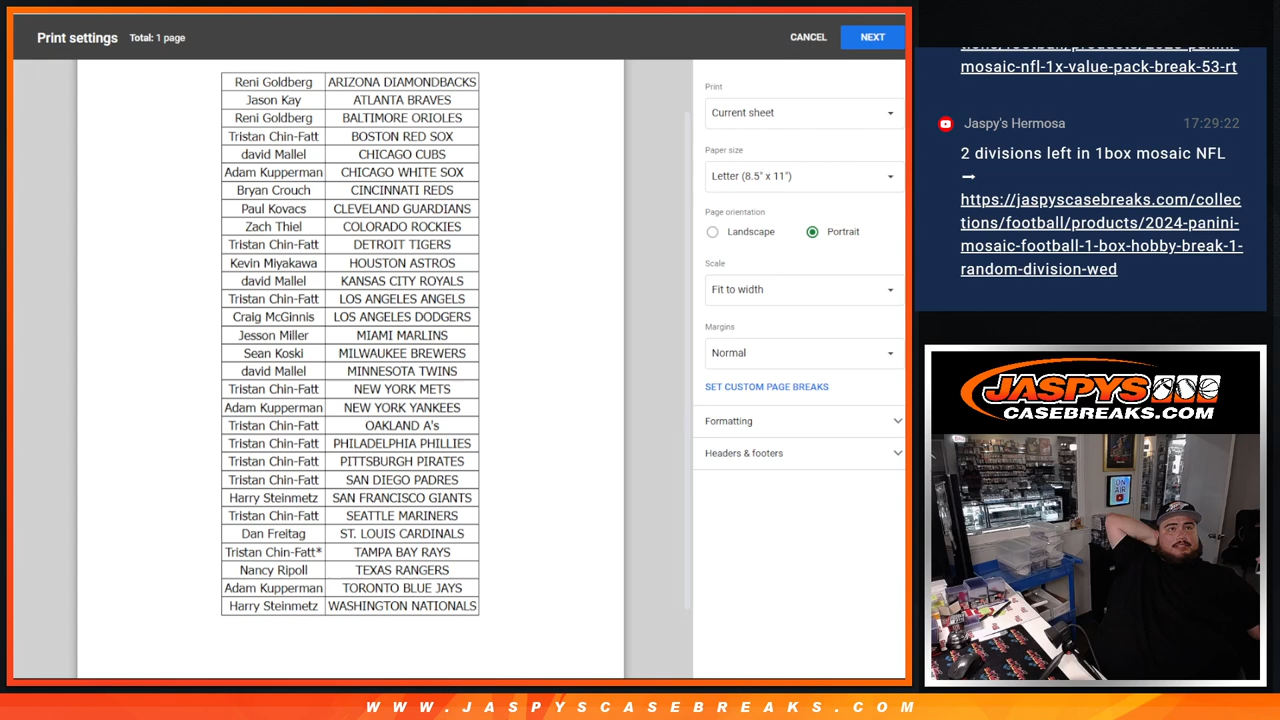 Print settings Total: 1 page CANCEL NEXT
Reni Goldberg ARIZONA DIAMONDBACKS
Jason Kay ATLANTA BRAVES
Reni Goldberg BALTIMORE ORIOLES
Tristan Chin-Fatt BOSTON RED SOX
david Mallel CHICAGO CUBS
Adam Kupperman CHICAGO WHITE SOX
Bryan Crouch CINCINNATI REDS
Paul Kovacs CLEVELAND GUARDIANS
Zach Thiel COLORADO ROCKIES
Tristan Chin-Fatt DETROIT TIGERS
Kevin Miyakawa HOUSTON ASTROS
david Mallel KANSAS CITY ROYALS
Tristan Chin-Fatt LOS ANGELES ANGELS
Craig McGinnis LOS ANGELES DODGERS
Jesson Miller MIAMI MARLINS
Sean Koski MILWAUKEE BREWERS
david Mallel MINNESOTA TWINS
Tristan Chin-Fatt NEW YORK METS
Adam Kupperman NEW YORK YANKEES
Tristan Chin-Fatt OAKLAND A's
Tristan Chin-Fatt PHILADELPHIA PHILLIES
Tristan Chin-Fatt PITTSBURGH PIRATES
Tristan Chin-Fatt SAN DIEGO PADRES
Harry Steinmetz SAN FRANCISCO GIANTS
Tristan Chin-Fatt SEATTLE MARINERS
Dan Freitag ST. LOUIS CARDINALS
Tristan Chin-Fatt* TAMPA BAY RAYS
Nancy Ripoll TEXAS RANGERS
Adam Kupperman TORONTO BLUE JAYS
Harry Steinmetz WASHINGTON NATIONALS
Print
Current sheet
Paper size
Letter (8.5" x 11")
Page orientation
Landscape Portrait
Scale
Fit to width
Margins
Normal
SET CUSTOM PAGE BREAKS
Formatting
Headers & footers
mosaic-nfl-1x-value-pack-break-53-rt
Jaspy's Hermosa 17:29:22
2 divisions left in 1box mosaic NFL
→
https://jaspyscasebreaks.com/collec
tions/football/products/2024-panini-
mosaic-football-1-box-hobby-break-1-
random-division-wed
JASPYS
CASEBREAKS.COM
ON
AIR
WWW.JASPYSCASEBREAKS.COM